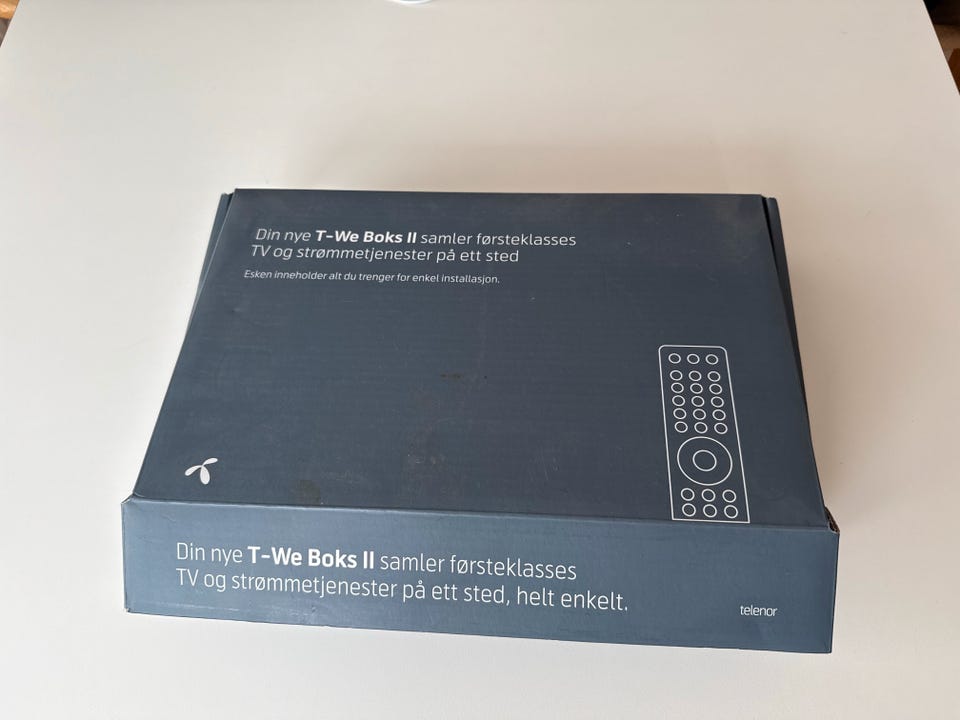 Din nye T-We Boks II samler førsteklasses
TV og strømmetjenester på ett sted
Esken inneholder alt du trenger for enkel installasjon.
Din nye T-We Boks II samler førsteklasses
TV og strømmetjenester på ett sted, helt enkelt.
telenor